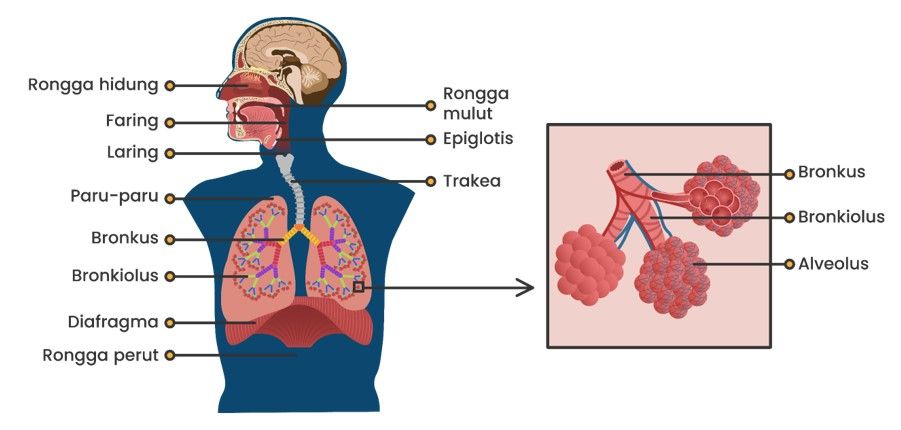 Rongga hidung
Faring
Laring
Paru-paru
Bronkus
Bronkiolus
Diafragma
Rongga perut
Rongga
mulut
Epiglotis
Trakea
Bronkus
Bronkiolus
Alveolus